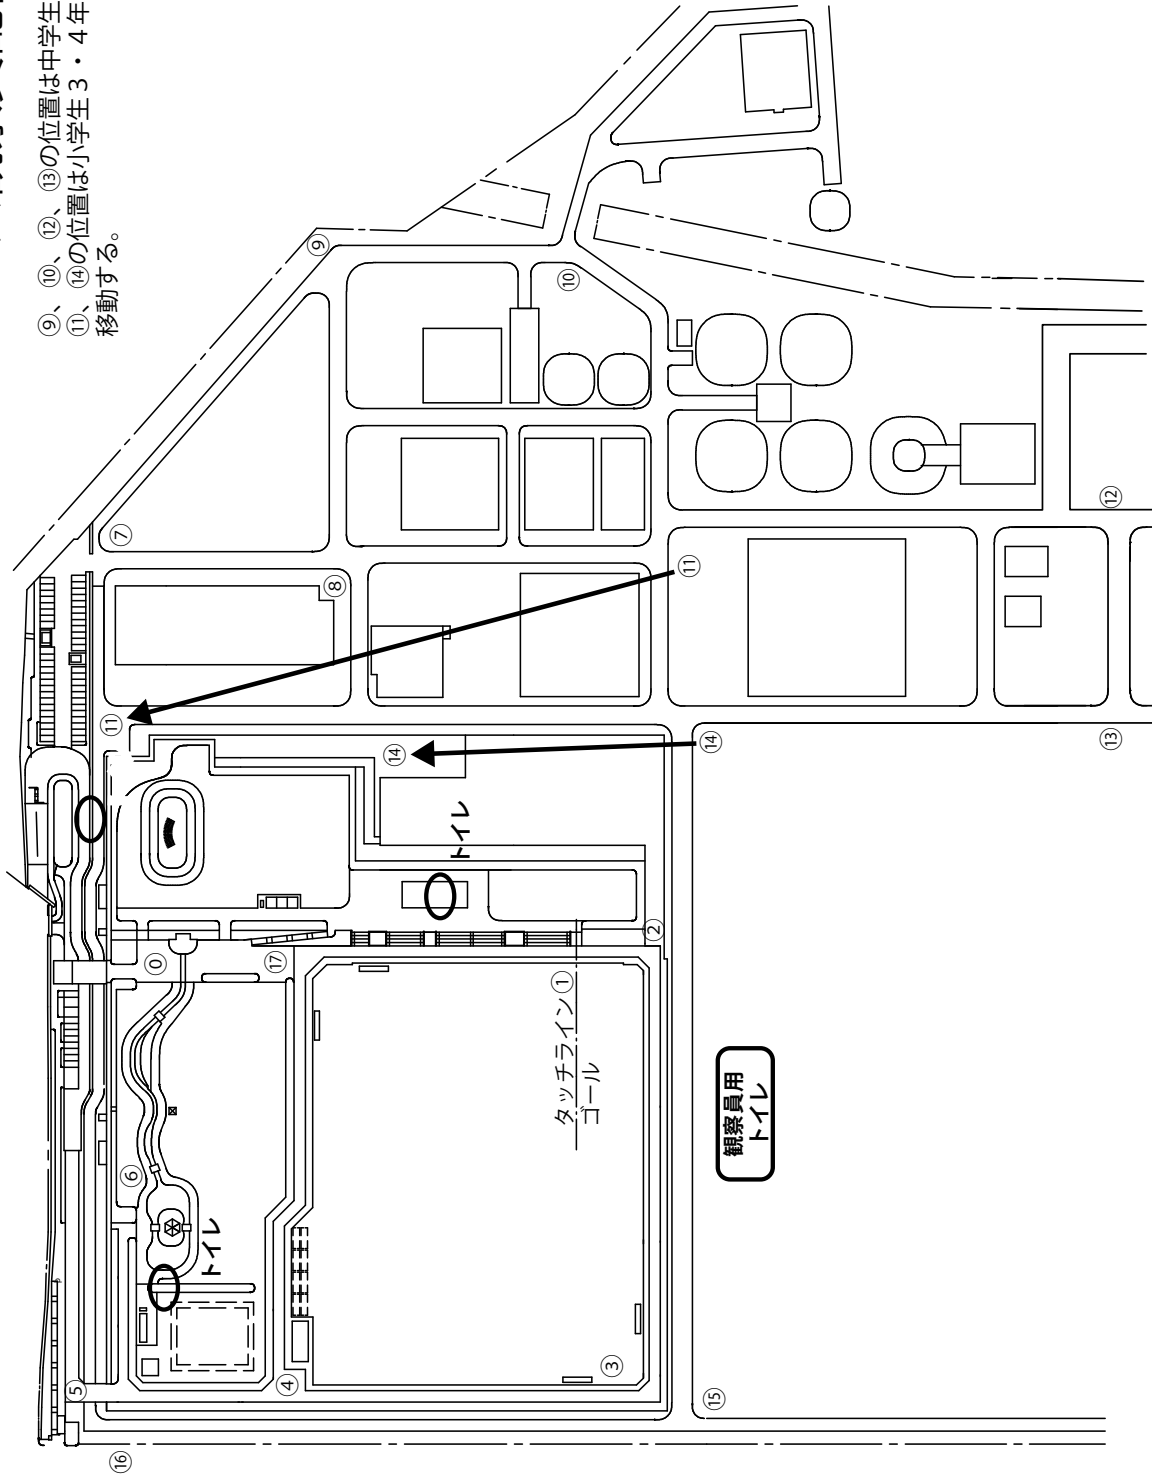 ⑨、⑩、⑫、⑬の位置は中学生
⑪、⑭の位置は小学生３・４年
移動する。
⑯
⑤
⑦
⑪
⓪
⑥
⑰
④
⑧
⑨
⑩
⑭
トイレ
トイレ
②
タッチライン①
ゴール
③
⑪
⑭
⑮
観察員用
トイレ
⑫
⑬